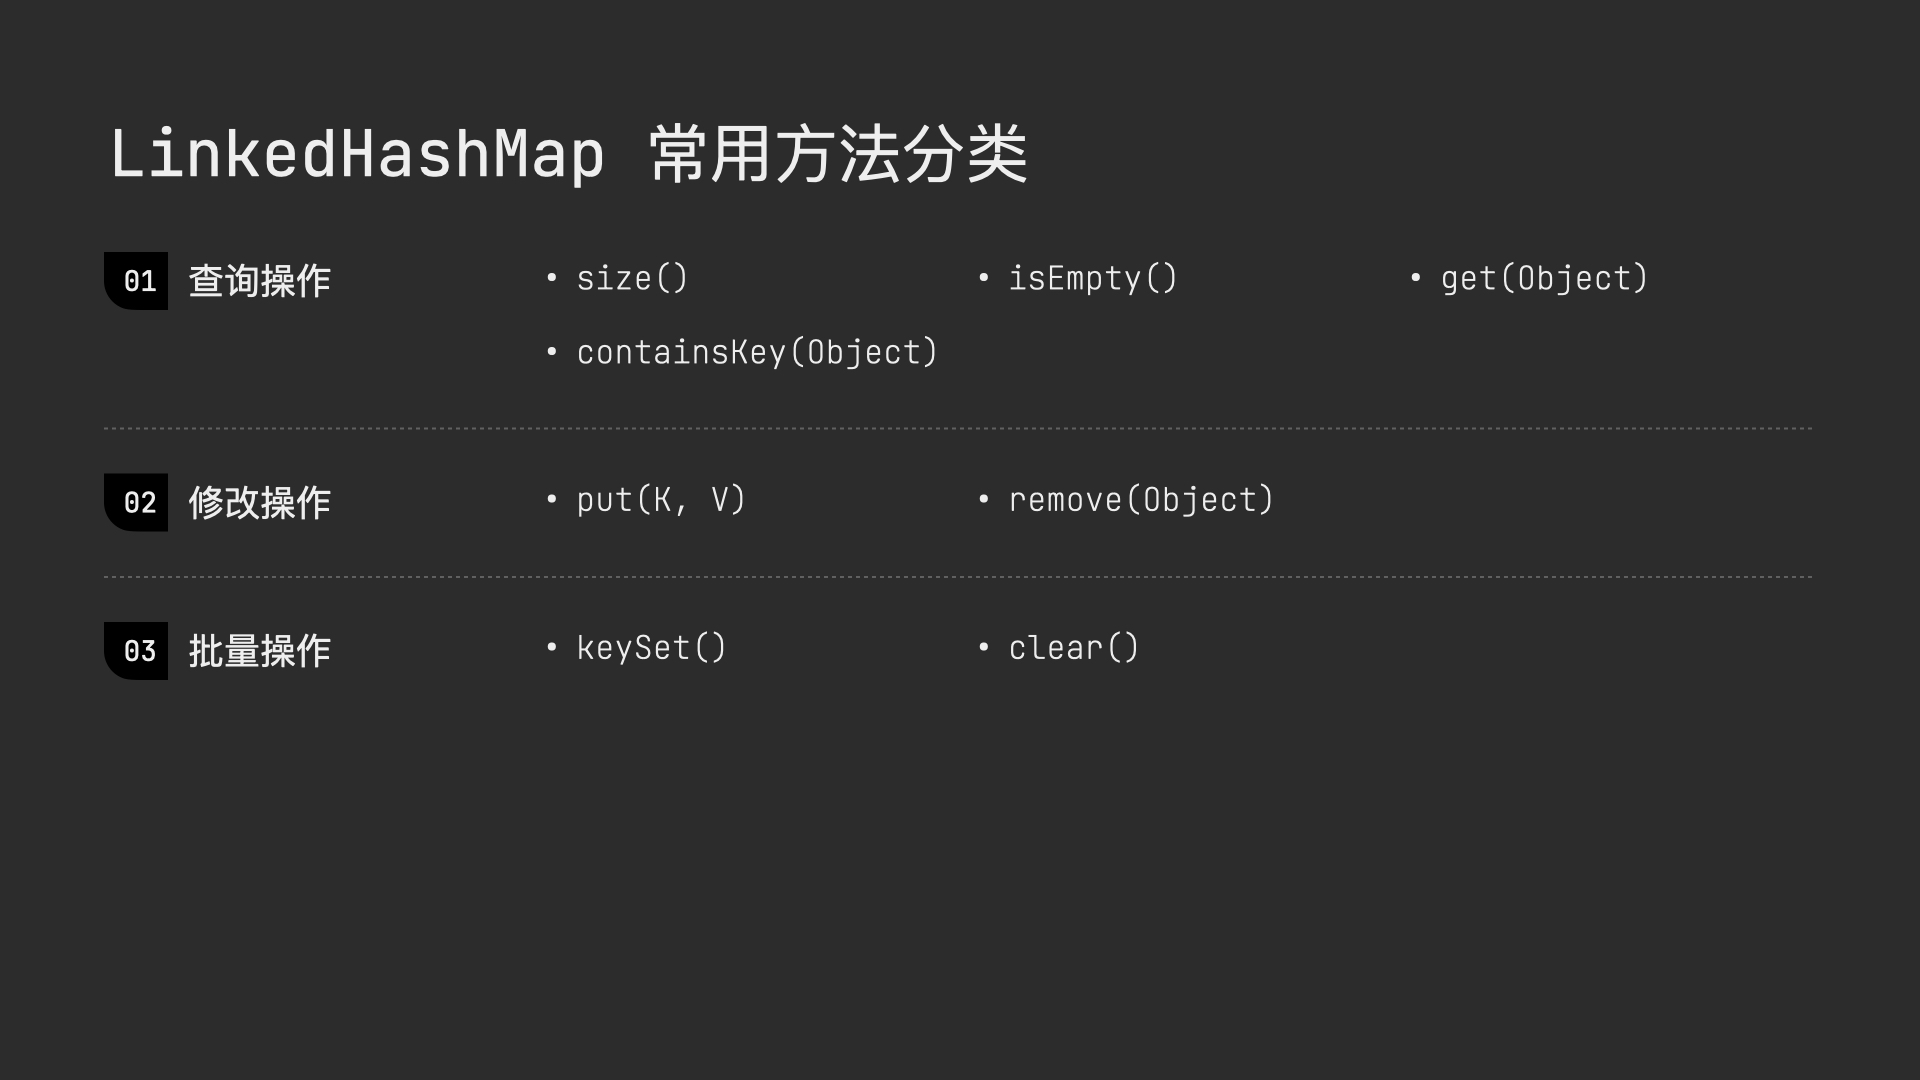 LinkedHashMap 常用方法分类
01 查询操作
• size() • isEmpty() • get(Object)
• containsKey(Object)
02 修改操作
• put(K, V) • remove(Object)
03 批量操作
• keySet() • clear()